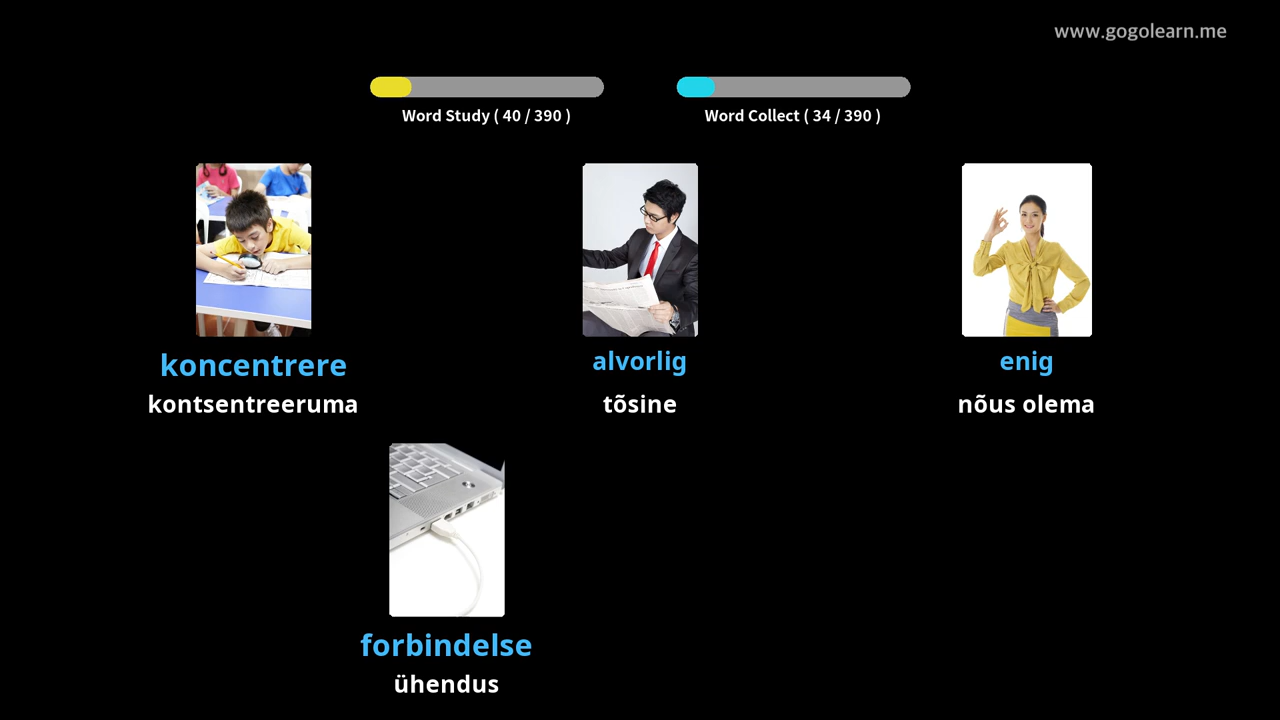 www.gogolearn.me
Word Study ( 40 / 390 )
Word Collect ( 34 / 390 )
koncentrere
kontsentreeruma
alvorlig
tõsine
enig
nõus olema
forbindelse
ühendus